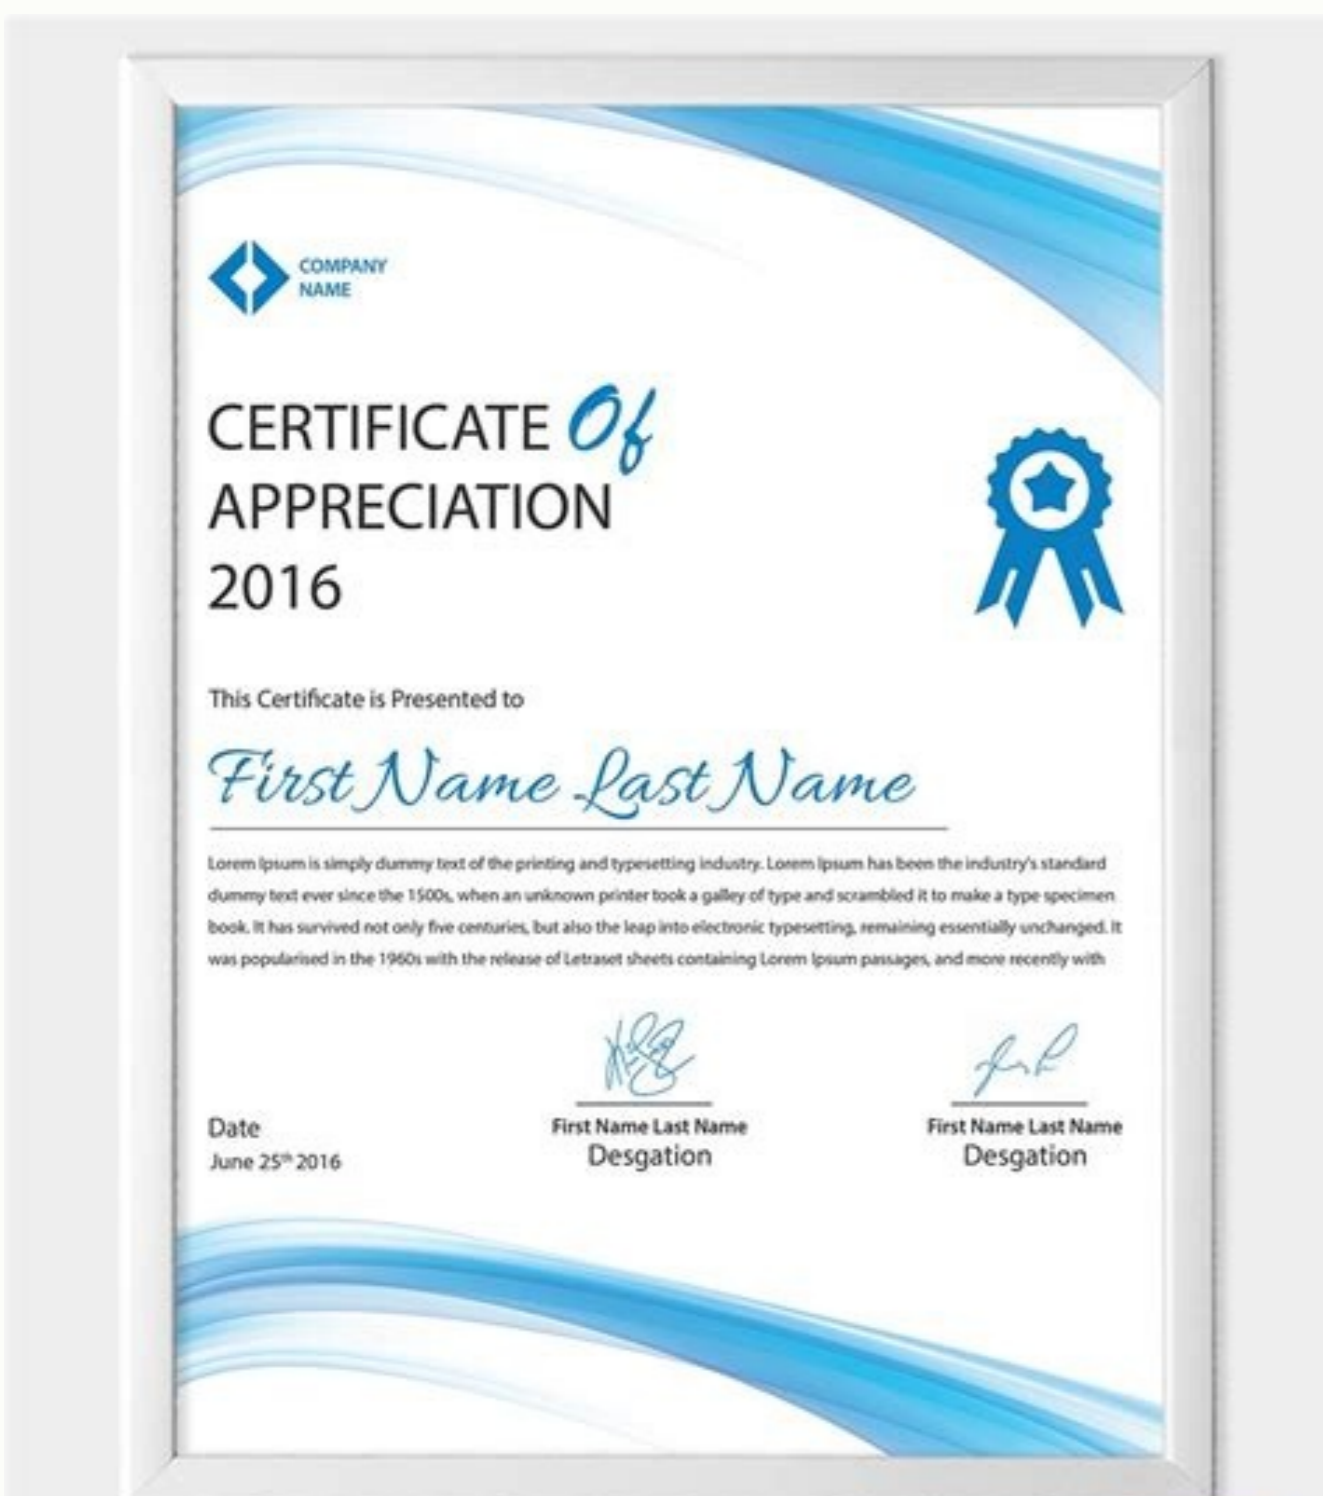 COMPANY
NAME
CERTIFICATE Of
APPRECIATION
2016
This Certificate is Presented to
First Name Last Name
Lorem Ipsum is simply dummy text of the printing and typesetting industry. Lorem Ipsum has been the industry's standard
dummy text ever since the 1500s, when an unknown printer took a galley of type and scrambled it to make a type specimen
book. It has survived not only five centuries, but also the leap into electronic typesetting, remaining essentially unchanged. It
was popularised in the 1960s with the release of Letraset sheets containing Lorem Ipsum passages, and more recently with
Date
June 25th 2016
First Name Last Name
Desgation
First Name Last Name
Desgation